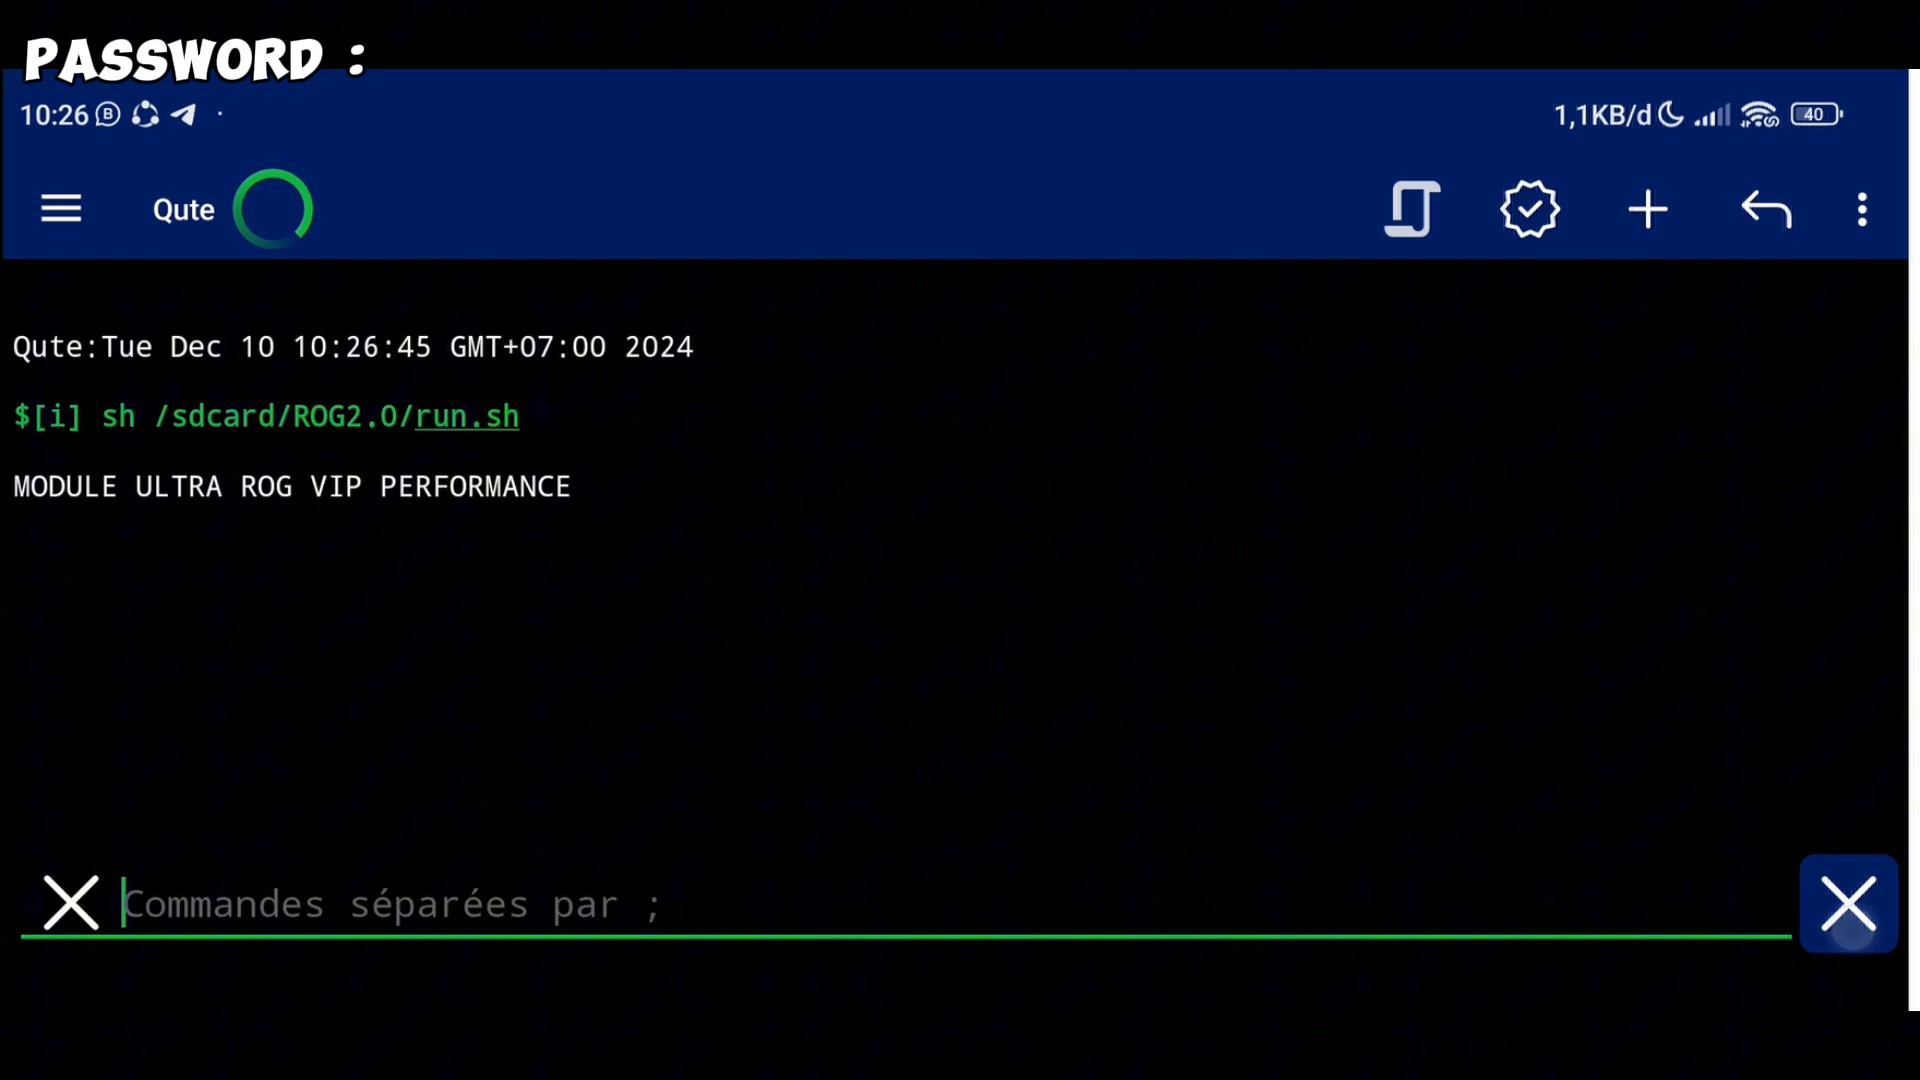 PASSWORD :
10:26
1,1KB/d
40
Qute
Qute:Tue Dec 10 10:26:45 GMT+07:00 2024
$[i] sh /sdcard/ROG2.0/run.sh
MODULE ULTRA ROG VIP PERFORMANCE
Commandes séparées par ;